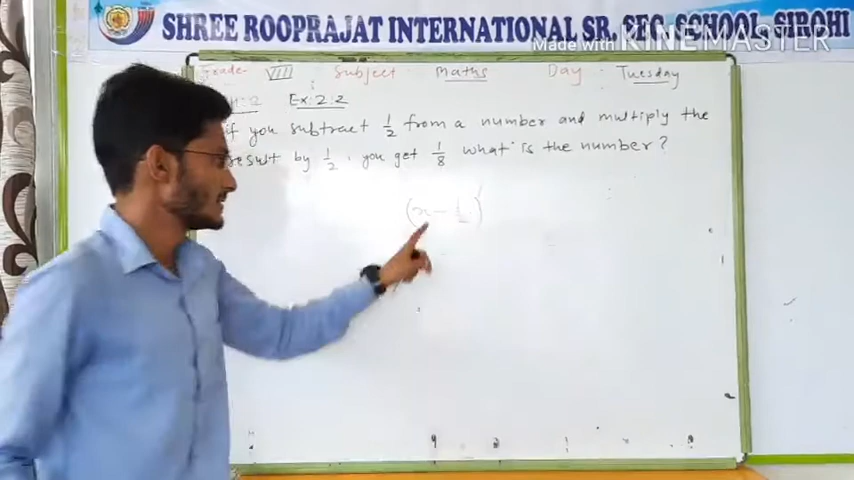 SHREE ROOPRAJAT INTERNATIONAL SR. SEC. SCHOOL, SIROHI
Made with KINEMASTER
Grade- VIII Subject :- Maths Day :- Tuesday
Ex:2.2
if you subtract 1/2 from a number and multiply the
result by 1/2, you get 1/8 what is the number?
(x - 1/2)